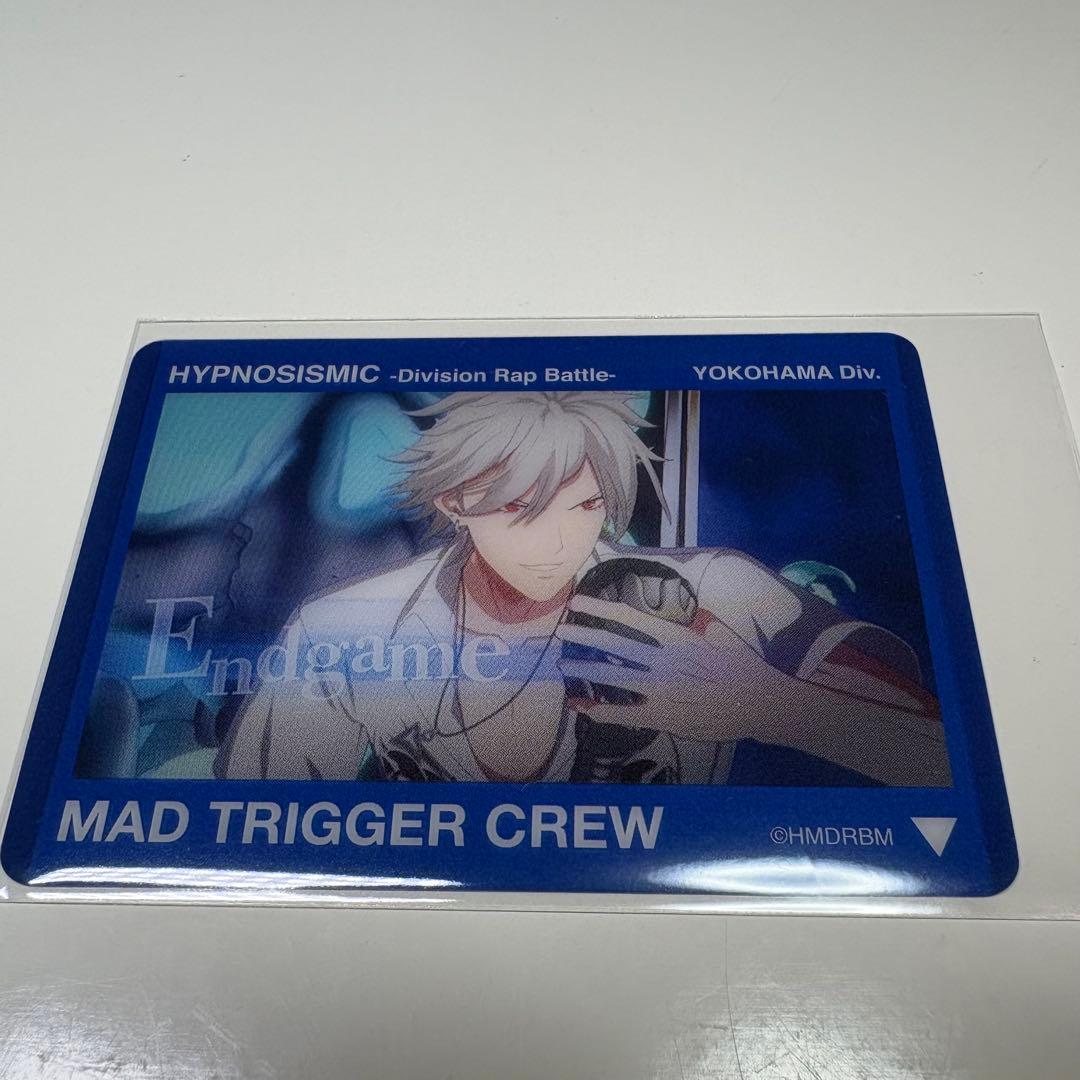 HYPNOSISMIC -Division Rap Battle- YOKOHAMA Div.
Endgame
MAD TRIGGER CREW
©HMDRBM